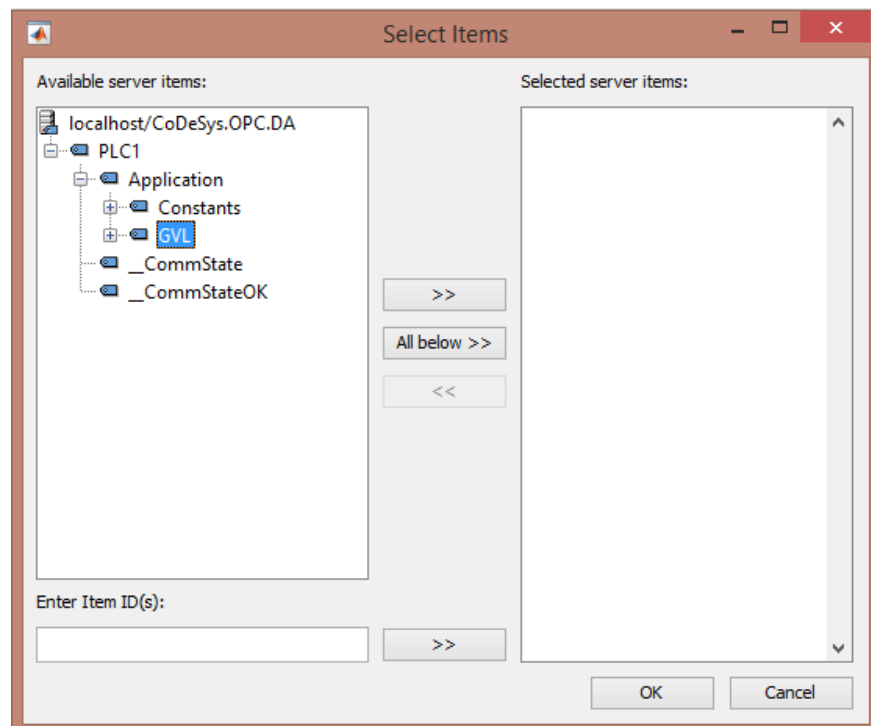 Select Items
Available server items:
Selected server items:
localhost/CoDeSys.OPC.DA
PLC1
Application
Constants
GVL
__CommState
__CommStateOK
>>
All below >>
<<
Enter Item ID(s):
>>
OK
Cancel